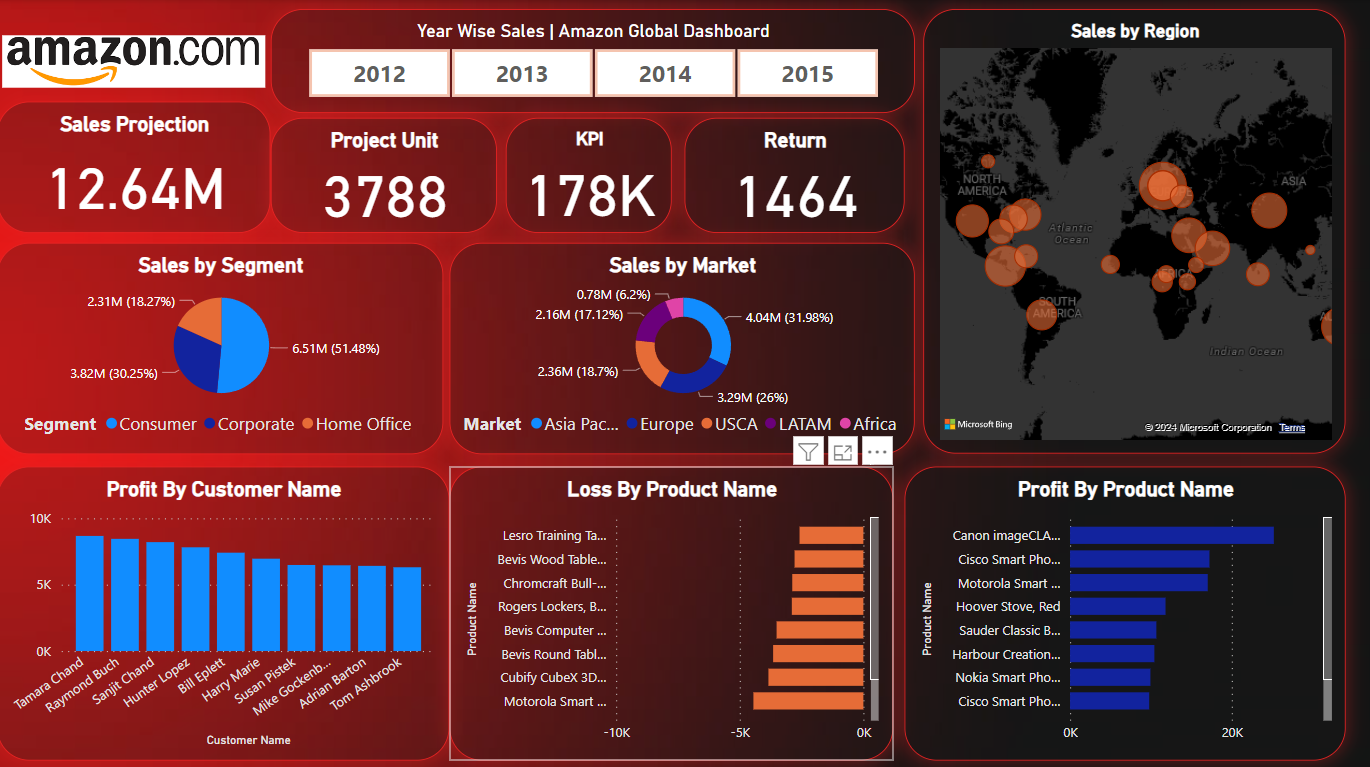 amazon.com
Year Wise Sales | Amazon Global Dashboard
2012
2013
2014
2015
Sales Projection
12.64M
Project Unit
3788
KPI
178K
Return
1464
Sales by Region
NORTH
AMERICA
ASIA
Atlantic
Ocean
AFRICA
SOUTH
AMERICA
Indian Ocean
Microsoft Bing
© 2024 Microsoft Corporation Terms
Sales by Segment
2.31M (18.27%)
6.51M (51.48%)
3.82M (30.25%)
Segment Consumer Corporate Home Office
Sales by Market
0.78M (6.2%)
2.16M (17.12%)
4.04M (31.98%)
2.36M (18.7%)
3.29M (26%)
Market Asia Pac... Europe USCA LATAM Africa
Profit By Customer Name
10K
5K
0K
Tamara Chand
Raymond Buch
Sanjit Chand
Hunter Lopez
Bill Eplett
Harry Marie
Susan Pistek
Mike Gockenb...
Adrian Barton
Tom Ashbrook
Customer Name
Loss By Product Name
Product Name
Lesro Training Ta...
Bevis Wood Table...
Chromcraft Bull-...
Rogers Lockers, B...
Bevis Computer ...
Bevis Round Tabl...
Cubify CubeX 3D...
Motorola Smart ...
-10K
-5K
0K
Profit By Product Name
Product Name
Canon imageCLA...
Cisco Smart Pho...
Motorola Smart ...
Hoover Stove, Red
Sauder Classic B...
Harbour Creation...
Nokia Smart Pho...
Cisco Smart Pho...
0K
20K